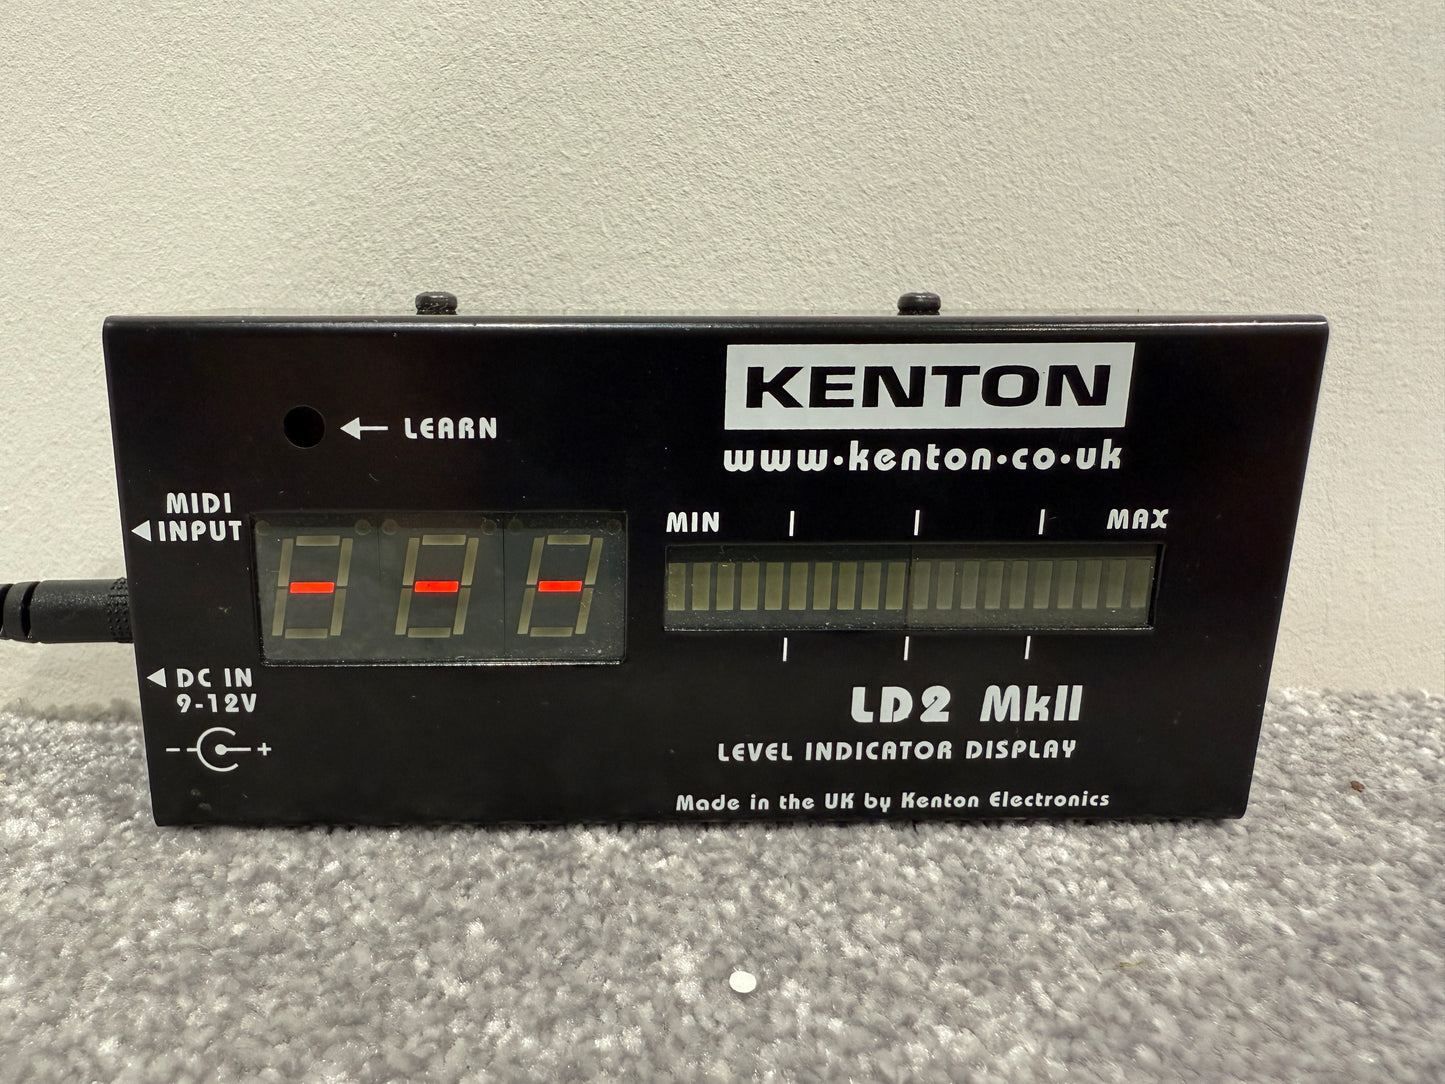 KENTON
www.kenton.co.uk
LEARN
MIDI
INPUT
MIN
MAX
---
DC IN
9-12V
- +
LD2 MkII
LEVEL INDICATOR DISPLAY
Made in the UK by Kenton Electronics